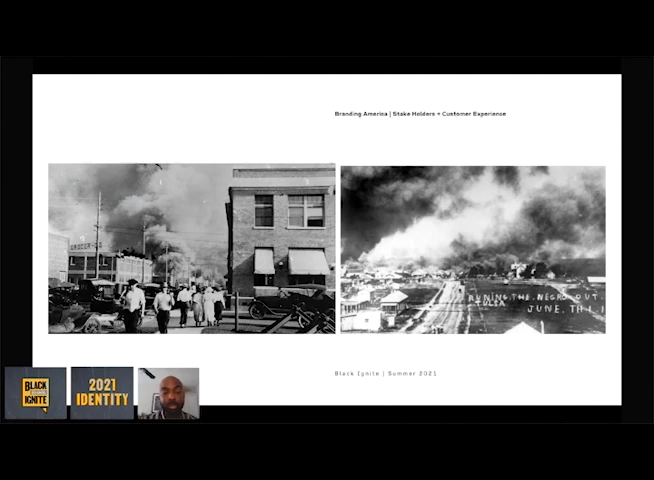 Branding America | Stake Holders + Customer Experience
RUNING THE NEGRO OUT
TULSA
JUNE TH 1
Black Ignite | Summer 2021
BLACK
IGNITE
2021
IDENTITY